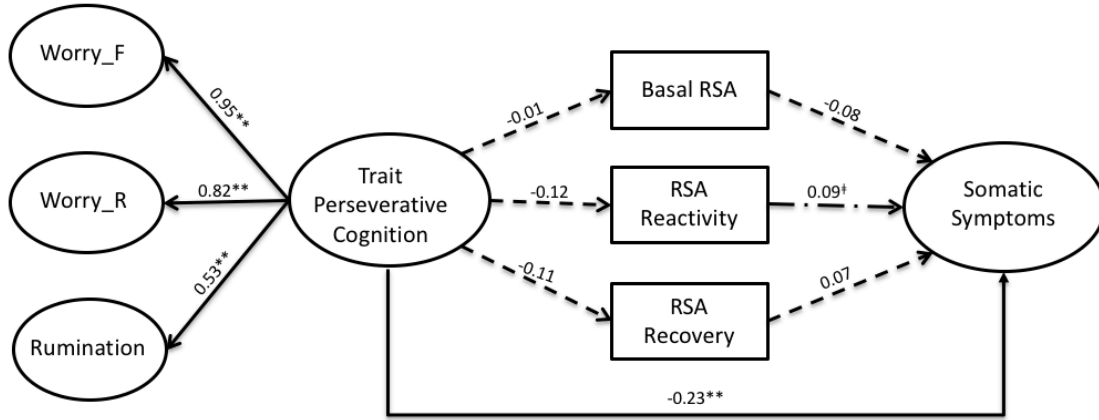 Worry_F
0.95**
Worry_R
0.82**
Rumination
0.53**
Trait
Perseverative
Cognition
-0.01
-0.12
-0.11
Basal RSA
RSA
Reactivity
RSA
Recovery
-0.08
0.09ǂ
0.07
Somatic
Symptoms
-0.23**